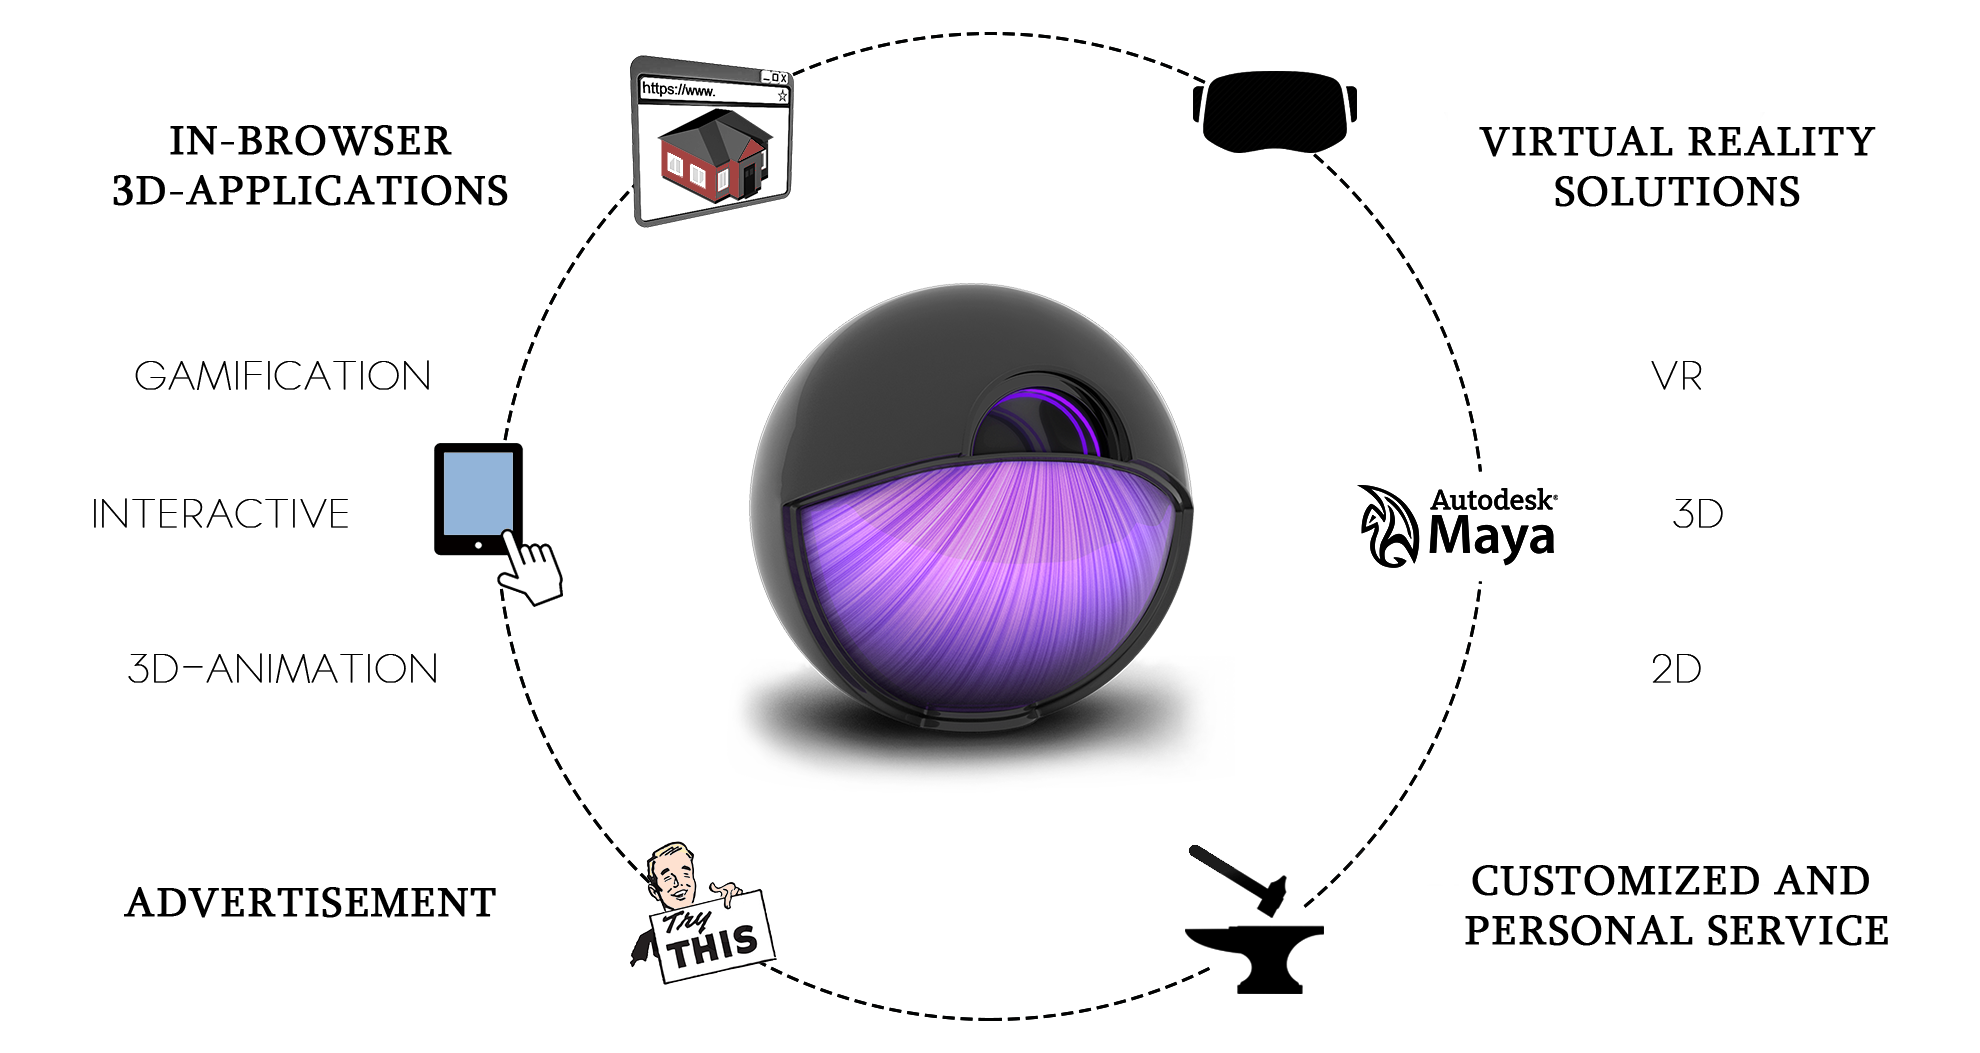 IN-BROWSER
3D-APPLICATIONS
https://www.
VIRTUAL REALITY
SOLUTIONS
GAMIFICATION
INTERACTIVE
3D-ANIMATION
VR
Autodesk®
Maya
3D
2D
ADVERTISEMENT
Try
THIS
CUSTOMIZED AND
PERSONAL SERVICE